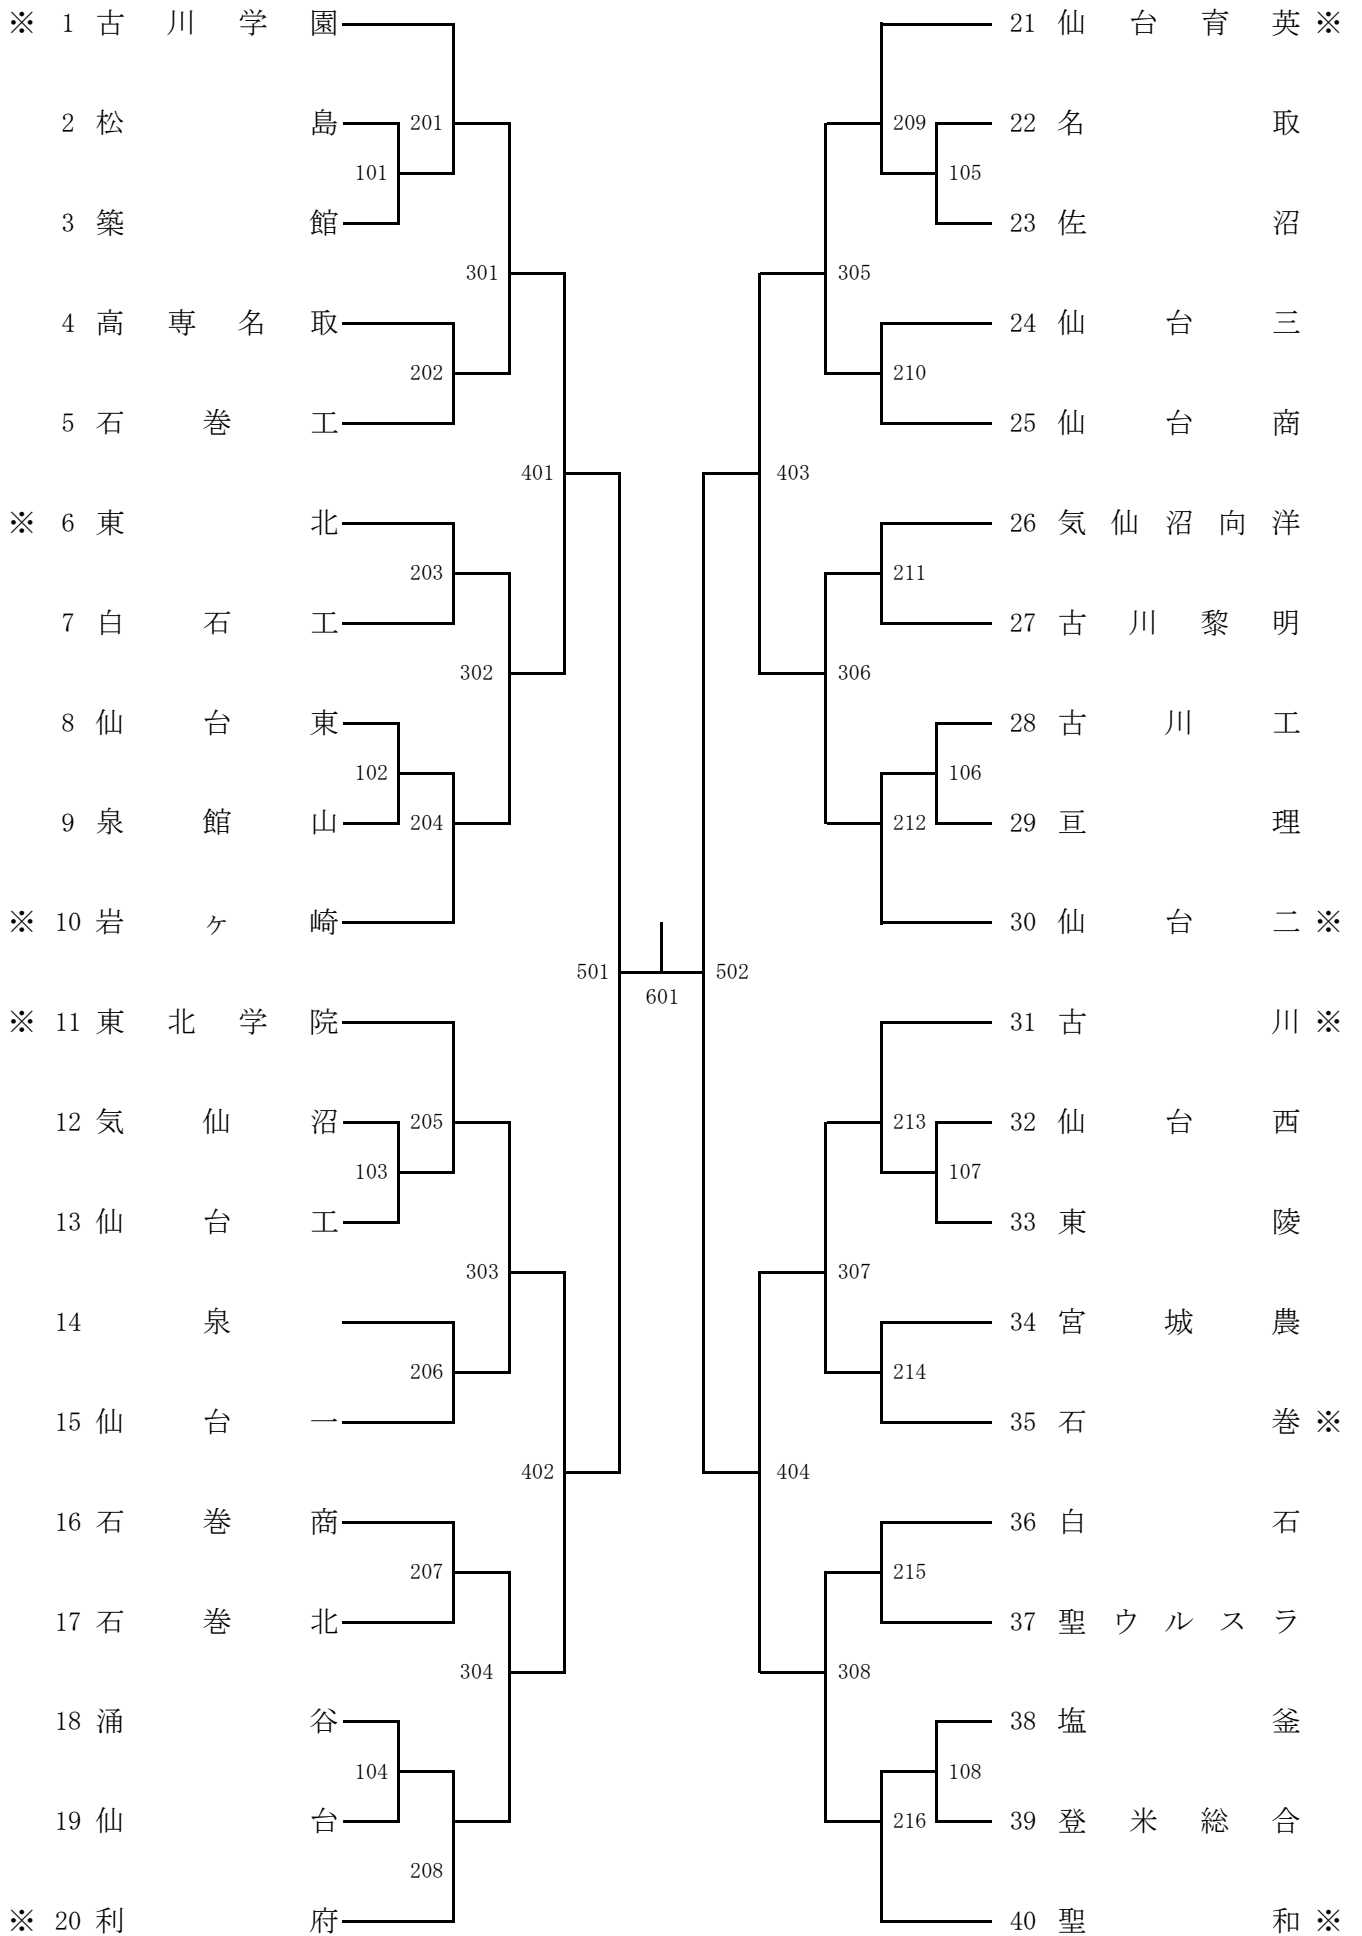 ※ 1 古川学園
2 松島
201
101
3 築館
301
4 高専名取
202
5 石巻工
401
※ 6 東北
203
7 白石工
302
8 仙台東
102
9 泉館山
204
※ 10 岩ヶ崎
501
※ 11 東北学院
12 気仙沼
205
103
13 仙台工
303
14 泉
206
15 仙台一
402
16 石巻商
207
17 石巻北
304
18 涌谷
104
19 仙台
208
※ 20 利府
601
21 仙台育英 ※
209
22 名取
105
23 佐沼
305
24 仙台三
210
25 仙台商
403
26 気仙沼向洋
211
27 古川黎明
306
28 古川工
106
212
29 亘理
30 仙台二 ※
502
31 古川 ※
213
32 仙台西
107
33 東陵
307
34 宮城農
214
35 石巻 ※
404
36 白石
215
37 聖ウルスラ
308
38 塩釜
108
216
39 登米総合
40 聖和 ※